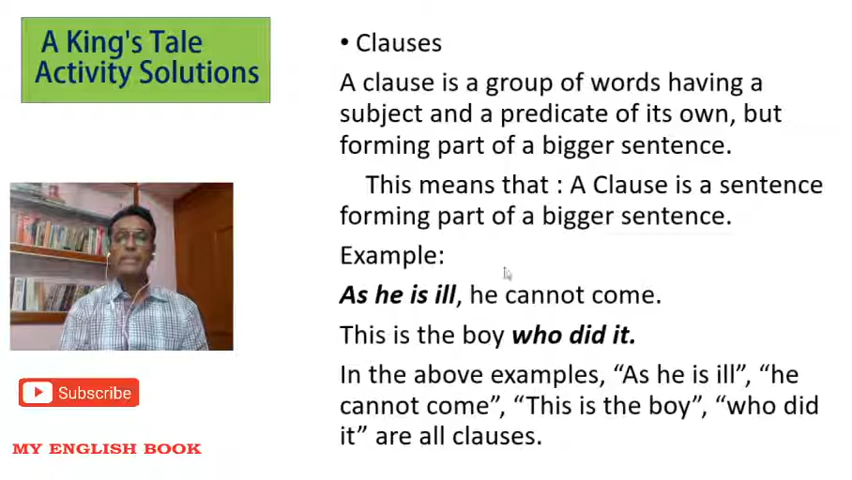 A King's Tale
Activity Solutions
• Clauses
A clause is a group of words having a
subject and a predicate of its own, but
forming part of a bigger sentence.
This means that : A Clause is a sentence
forming part of a bigger sentence.
Example:
As he is ill, he cannot come.
This is the boy who did it.
In the above examples, “As he is ill”, “he
cannot come”, “This is the boy”, “who did
it” are all clauses.
Subscribe
MY ENGLISH BOOK